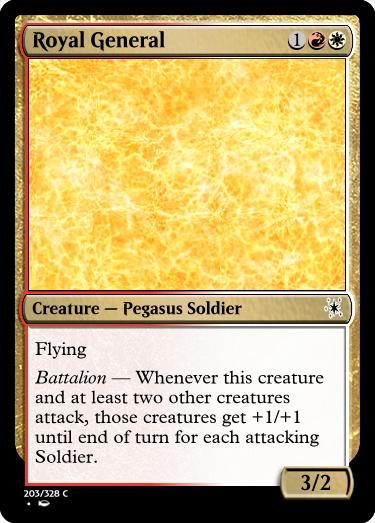 Royal General 1
Creature — Pegasus Soldier
Flying
Battalion — Whenever this creature
and at least two other creatures
attack, those creatures get +1/+1
until end of turn for each attacking
Soldier.
3/2
203/328 C